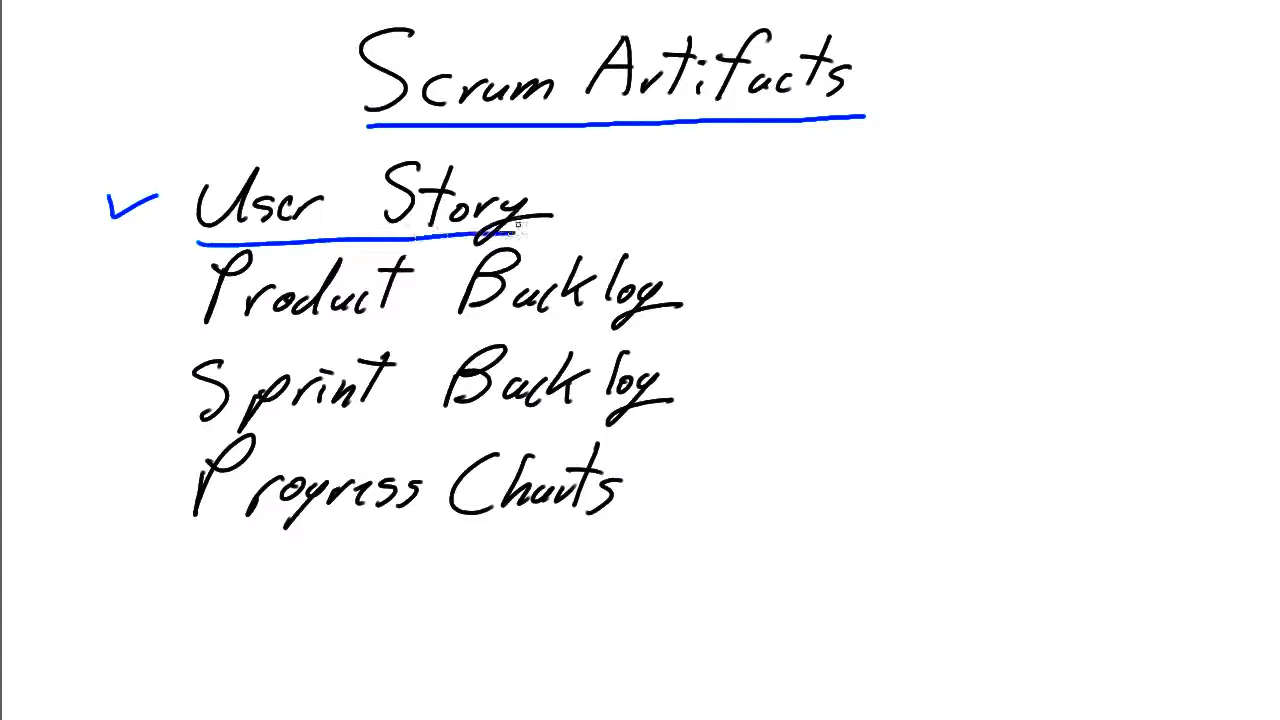 Scrum Artifacts
User Story
Product Backlog
Sprint Backlog
Progress Charts